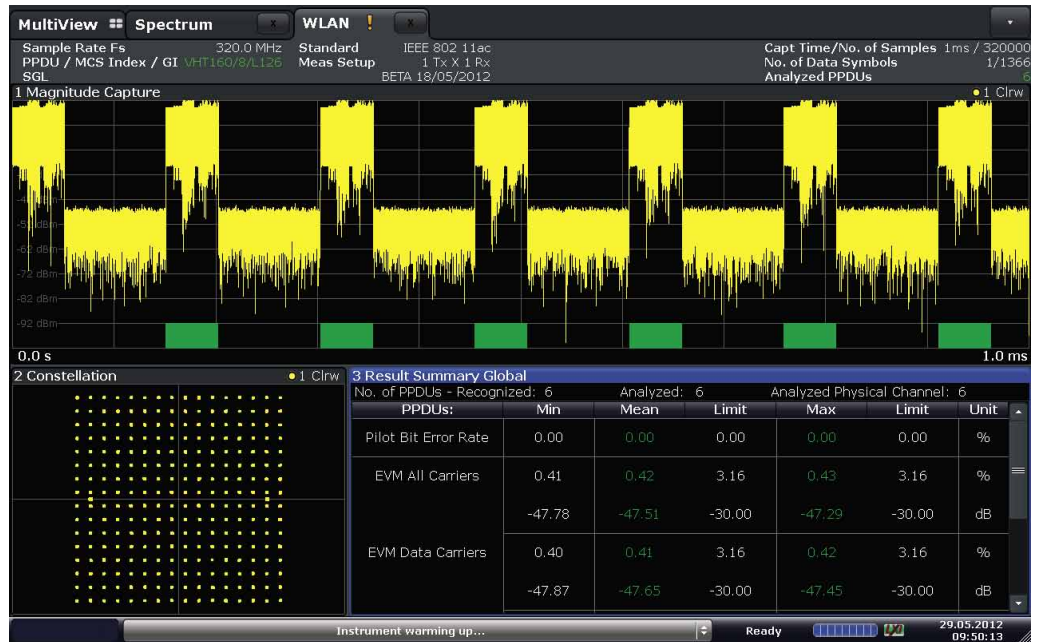 MultiView Spectrum x WLAN ! x
Sample Rate Fs 320.0 MHz Standard IEEE 802 11ac Capt Time/No. of Samples 1ms / 320000
PPDU / MCS Index / GI VHT160/8/L126 Meas Setup 1 Tx X 1 Rx No. of Data Symbols 1/1366
SGL BETA 18/05/2012 Analyzed PPDUs 6
1 Magnitude Capture 1 Clrw
-62 dBm
-72 dBm
-82 dBm
-92 dBm
0.0 s 1.0 ms
2 Constellation 1 Clrw 3 Result Summary Global
No. of PPDUs - Recognized: 6 Analyzed: 6 Analyzed Physical Channel: 6
PPDUs: Min Mean Limit Max Limit Unit
Pilot Bit Error Rate 0.00 0.00 0.00 0.00 0.00 %
EVM All Carriers 0.41 0.42 3.16 0.43 3.16 %
-47.78 -47.51 -30.00 -47.29 -30.00 dB
EVM Data Carriers 0.40 0.41 3.16 0.42 3.16 %
-47.87 -47.65 -30.00 -47.45 -30.00 dB
Instrument warming up... Ready 29.05.2012
09:50:13